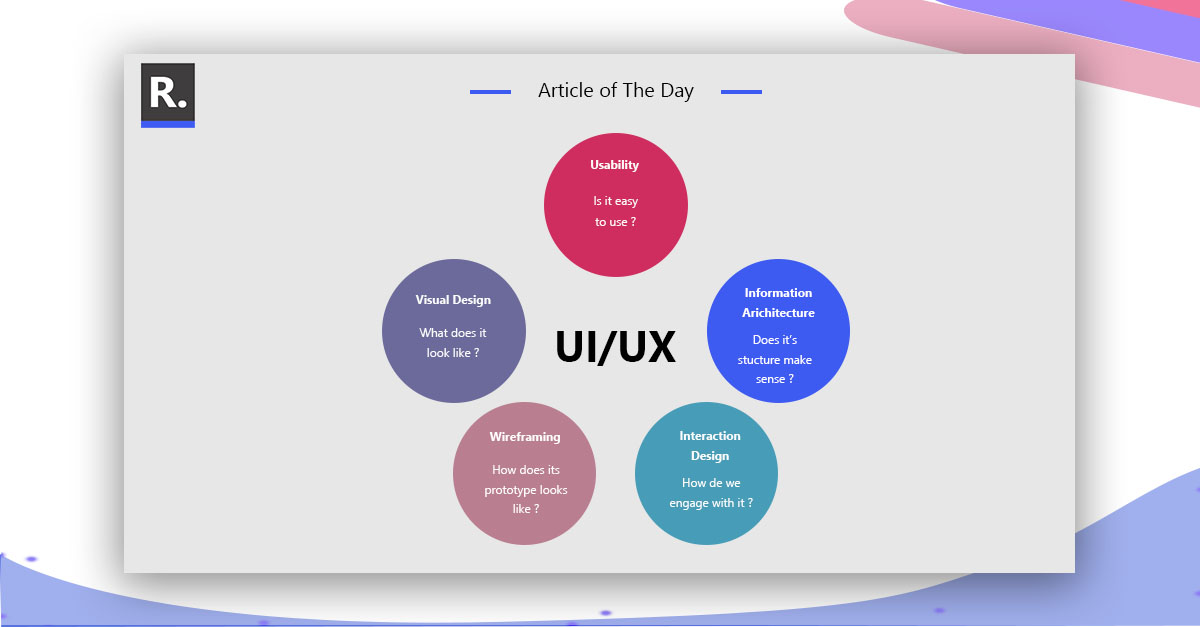 R.
Article of The Day
Usability
Is it easy
to use ?
Visual Design
What does it
look like ?
UI/UX
Information
Arichitecture
Does it's
stucture make
sense ?
Wireframing
How does its
prototype looks
like ?
Interaction
Design
How de we
engage with it ?